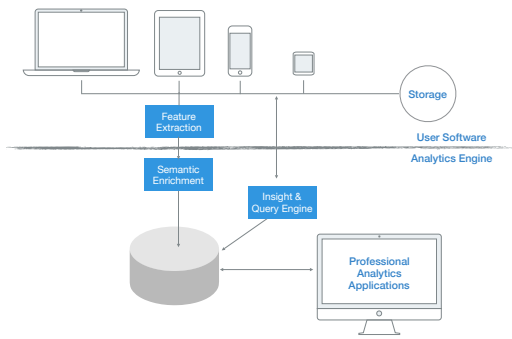 Storage
Feature
Extraction
User Software
Analytics Engine
Semantic
Enrichment
Insight &
Query Engine
Professional
Analytics
Applications